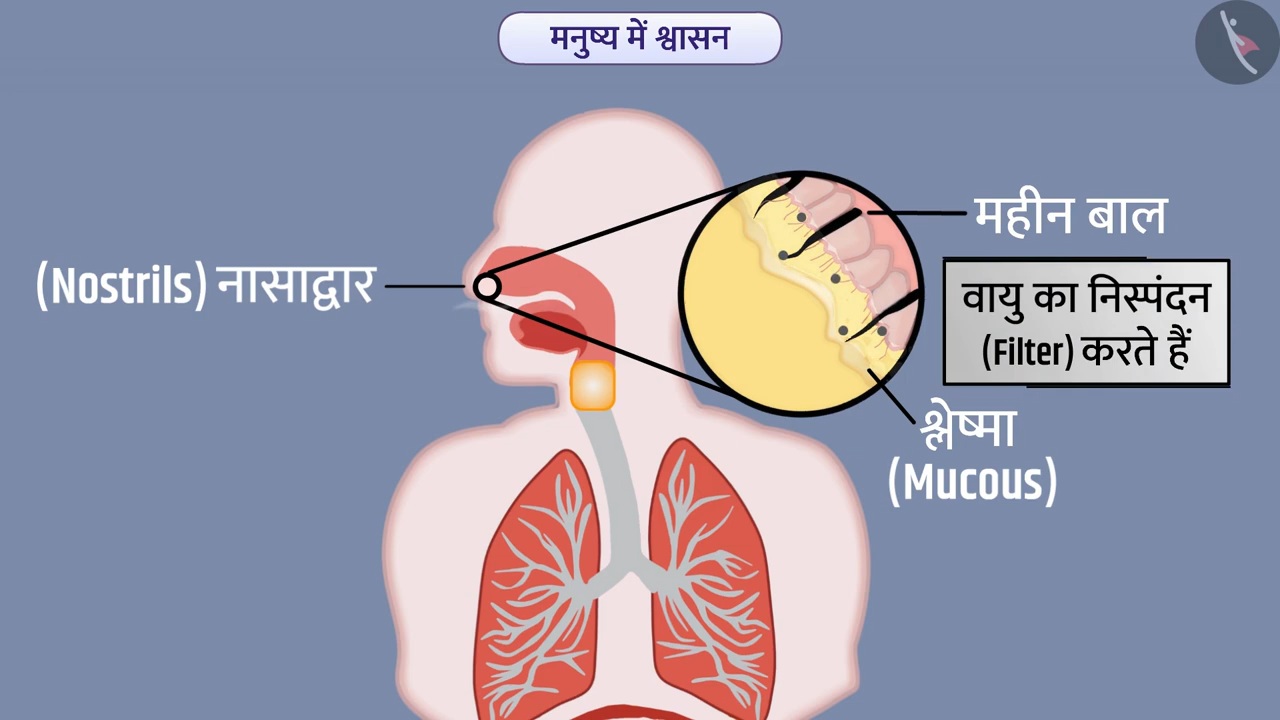 मनुष्य में श्वासन
(Nostrils) नासाद्वार
महीन बाल
वायु का निस्पंदन
(Filter) करते हैं
श्लेष्मा
(Mucous)